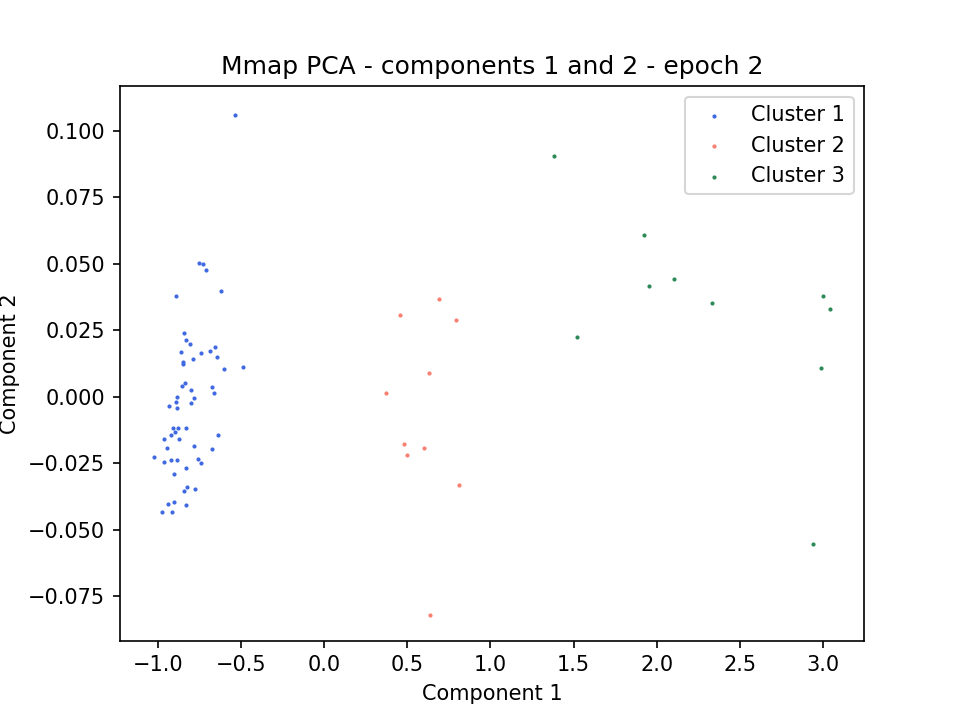 Mmap PCA - components 1 and 2 - epoch 2
Cluster 1
Cluster 2
Cluster 3
0.100
0.075
0.050
0.025
0.000
−0.025
−0.050
−0.075
Component 2
−1.0 −0.5 0.0 0.5 1.0 1.5 2.0 2.5 3.0
Component 1